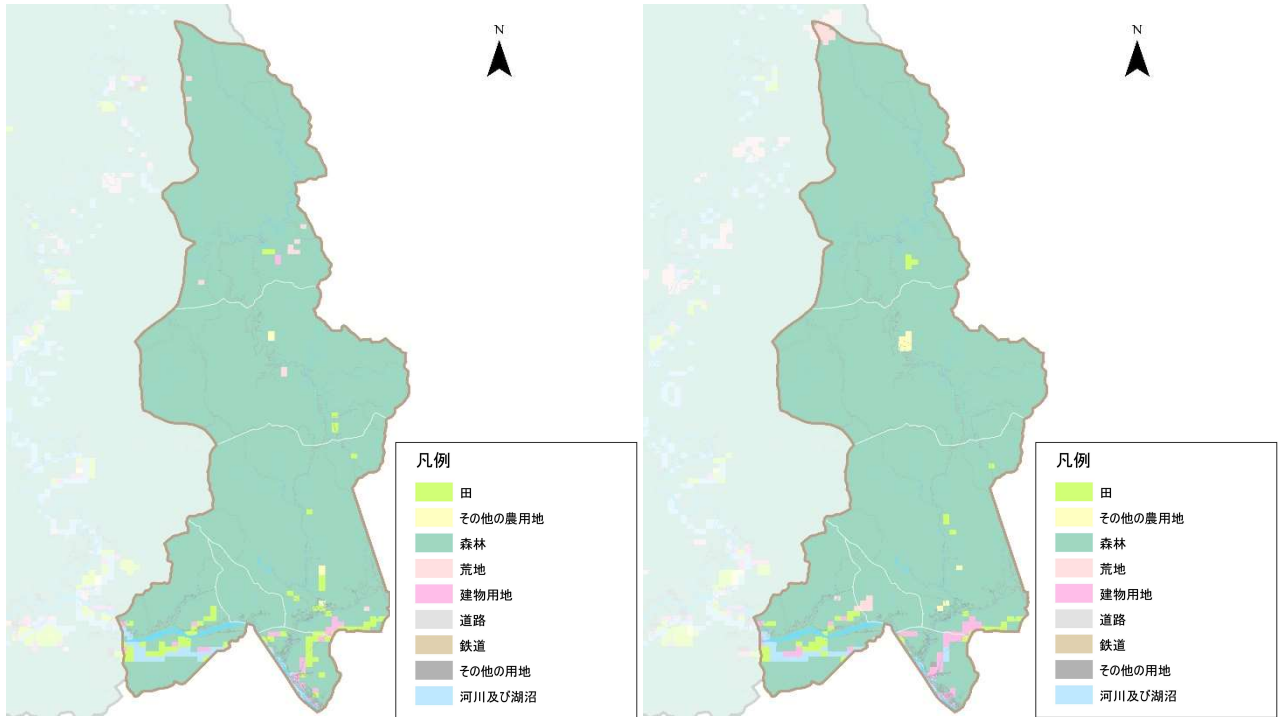 N
凡例
田
その他の農用地
森林
荒地
建物用地
道路
鉄道
その他の用地
河川及び湖沼
N
凡例
田
その他の農用地
森林
荒地
建物用地
道路
鉄道
その他の用地
河川及び湖沼